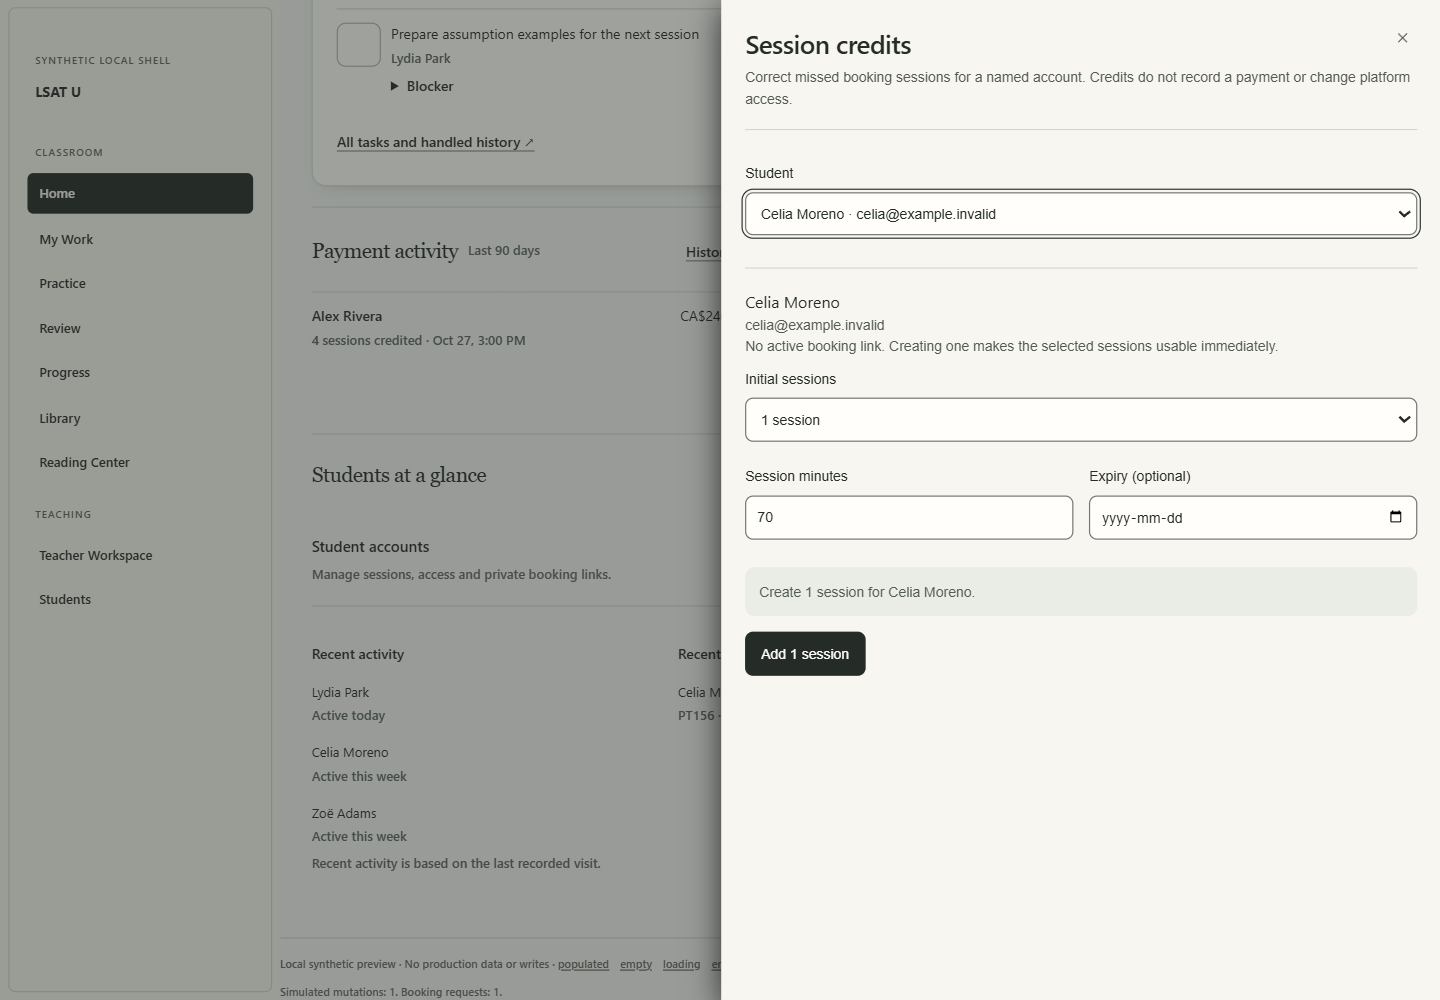 SYNTHETIC LOCAL SHELL
LSAT U
CLASSROOM
Home
My Work
Practice
Review
Progress
Library
Reading Center
TEACHING
Teacher Workspace
Students
Prepare assumption examples for the next session
Lydia Park
▶ Blocker
All tasks and handled history ↗
Payment activity Last 90 days
Alex Rivera
CA$24
4 sessions credited · Oct 27, 3:00 PM
Students at a glance
Student accounts
Manage sessions, access and private booking links.
Recent activity
Lydia Park
Active today
Celia Moreno
Active this week
Zoë Adams
Active this week
Recent activity is based on the last recorded visit.
Recent
Celia M
PT156 ·
Local synthetic preview · No production data or writes · populated empty loading
Simulated mutations: 1. Booking requests: 1.
Session credits
×
Correct missed booking sessions for a named account. Credits do not record a payment or change platform
access.
Student
Celia Moreno · celia@example.invalid
Celia Moreno
celia@example.invalid
No active booking link. Creating one makes the selected sessions usable immediately.
Initial sessions
1 session
Session minutes
70
Expiry (optional)
yyyy-mm-dd
Create 1 session for Celia Moreno.
Add 1 session